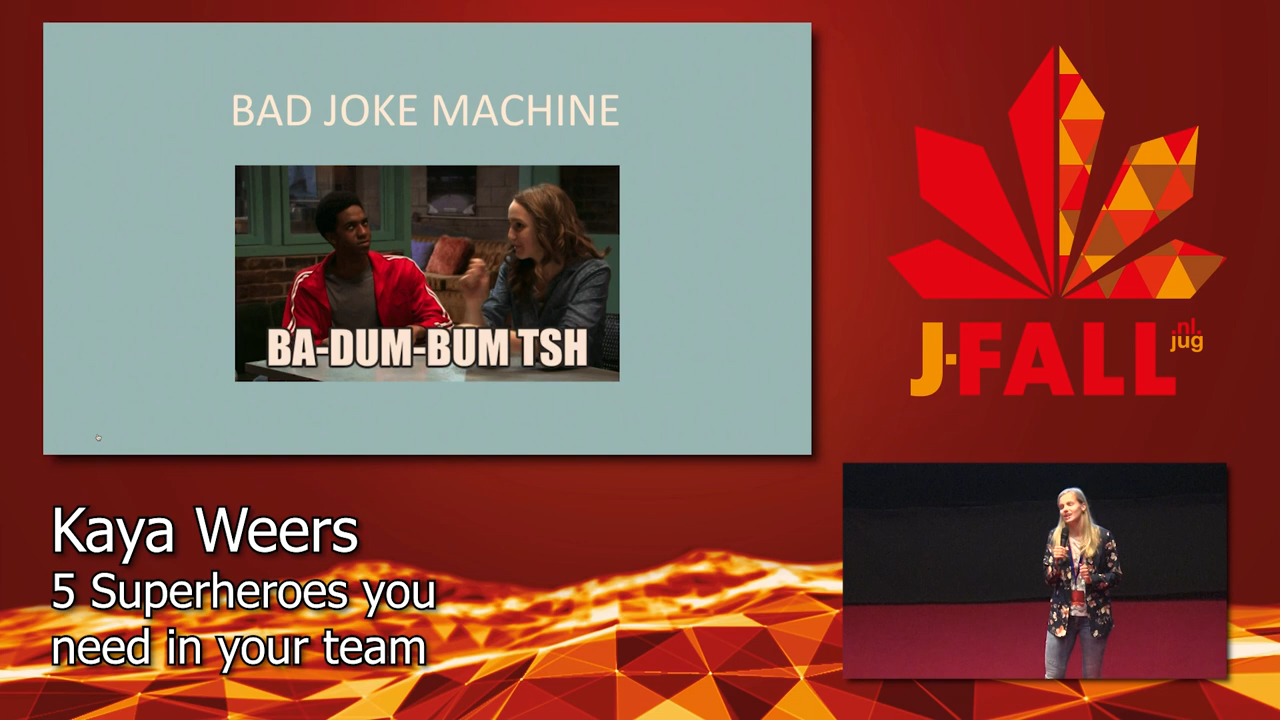 BAD JOKE MACHINE
BA-DUM-BUM TSH
J-FALL
.nl.
jug
Kaya Weers
5 Superheroes you
need in your team